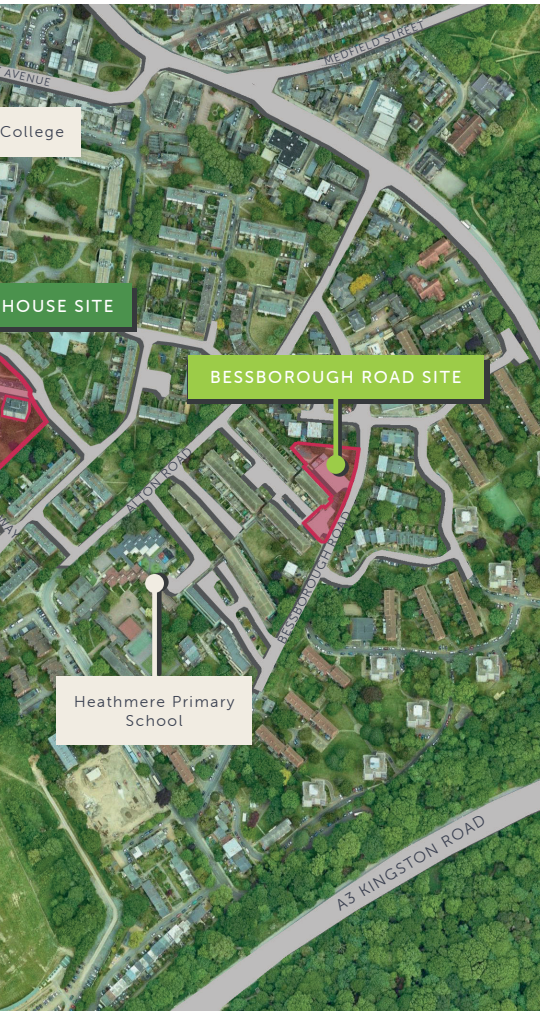 MEDFIELD STREET
AVENUE
College
HOUSE SITE
BESSBOROUGH ROAD SITE
ALTON ROAD
WAY
BESSBOROUGH ROAD
Heathmere Primary
School
A3 KINGSTON ROAD